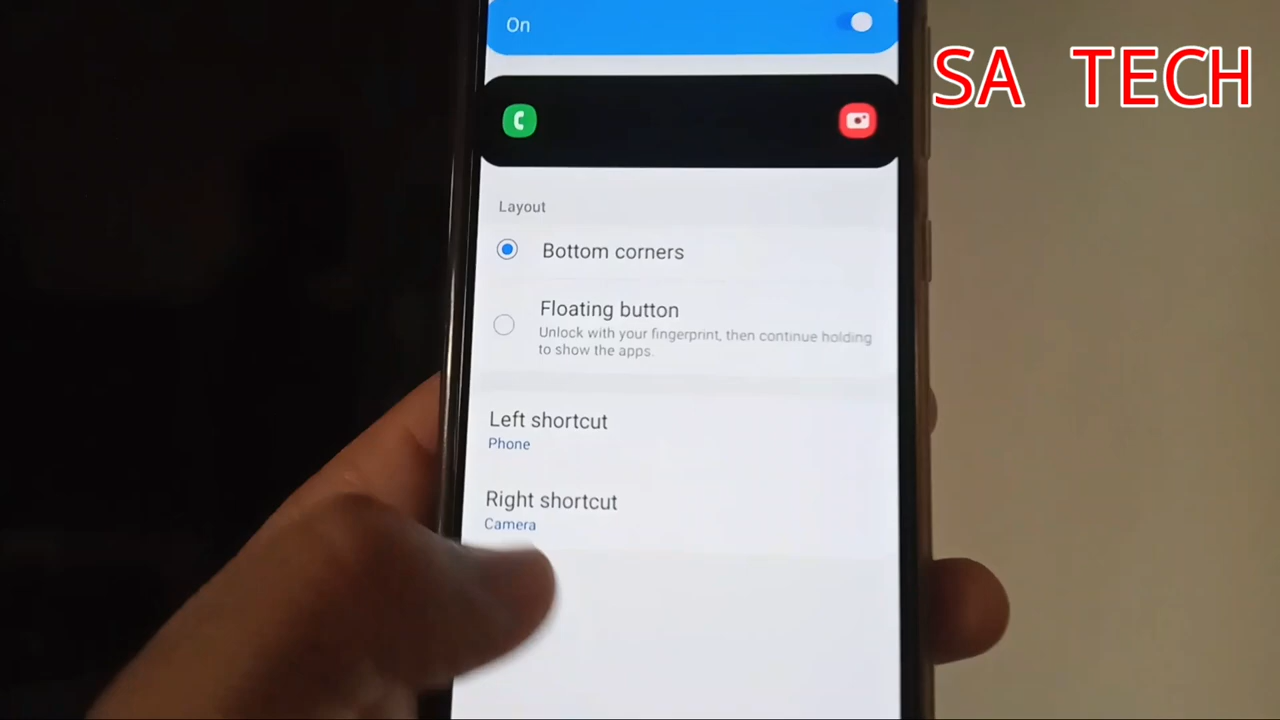 On
SA TECH
Layout
Bottom corners
Floating button
Unlock with your fingerprint, then continue holding
to show the apps.
Left shortcut
Phone
Right shortcut
Camera